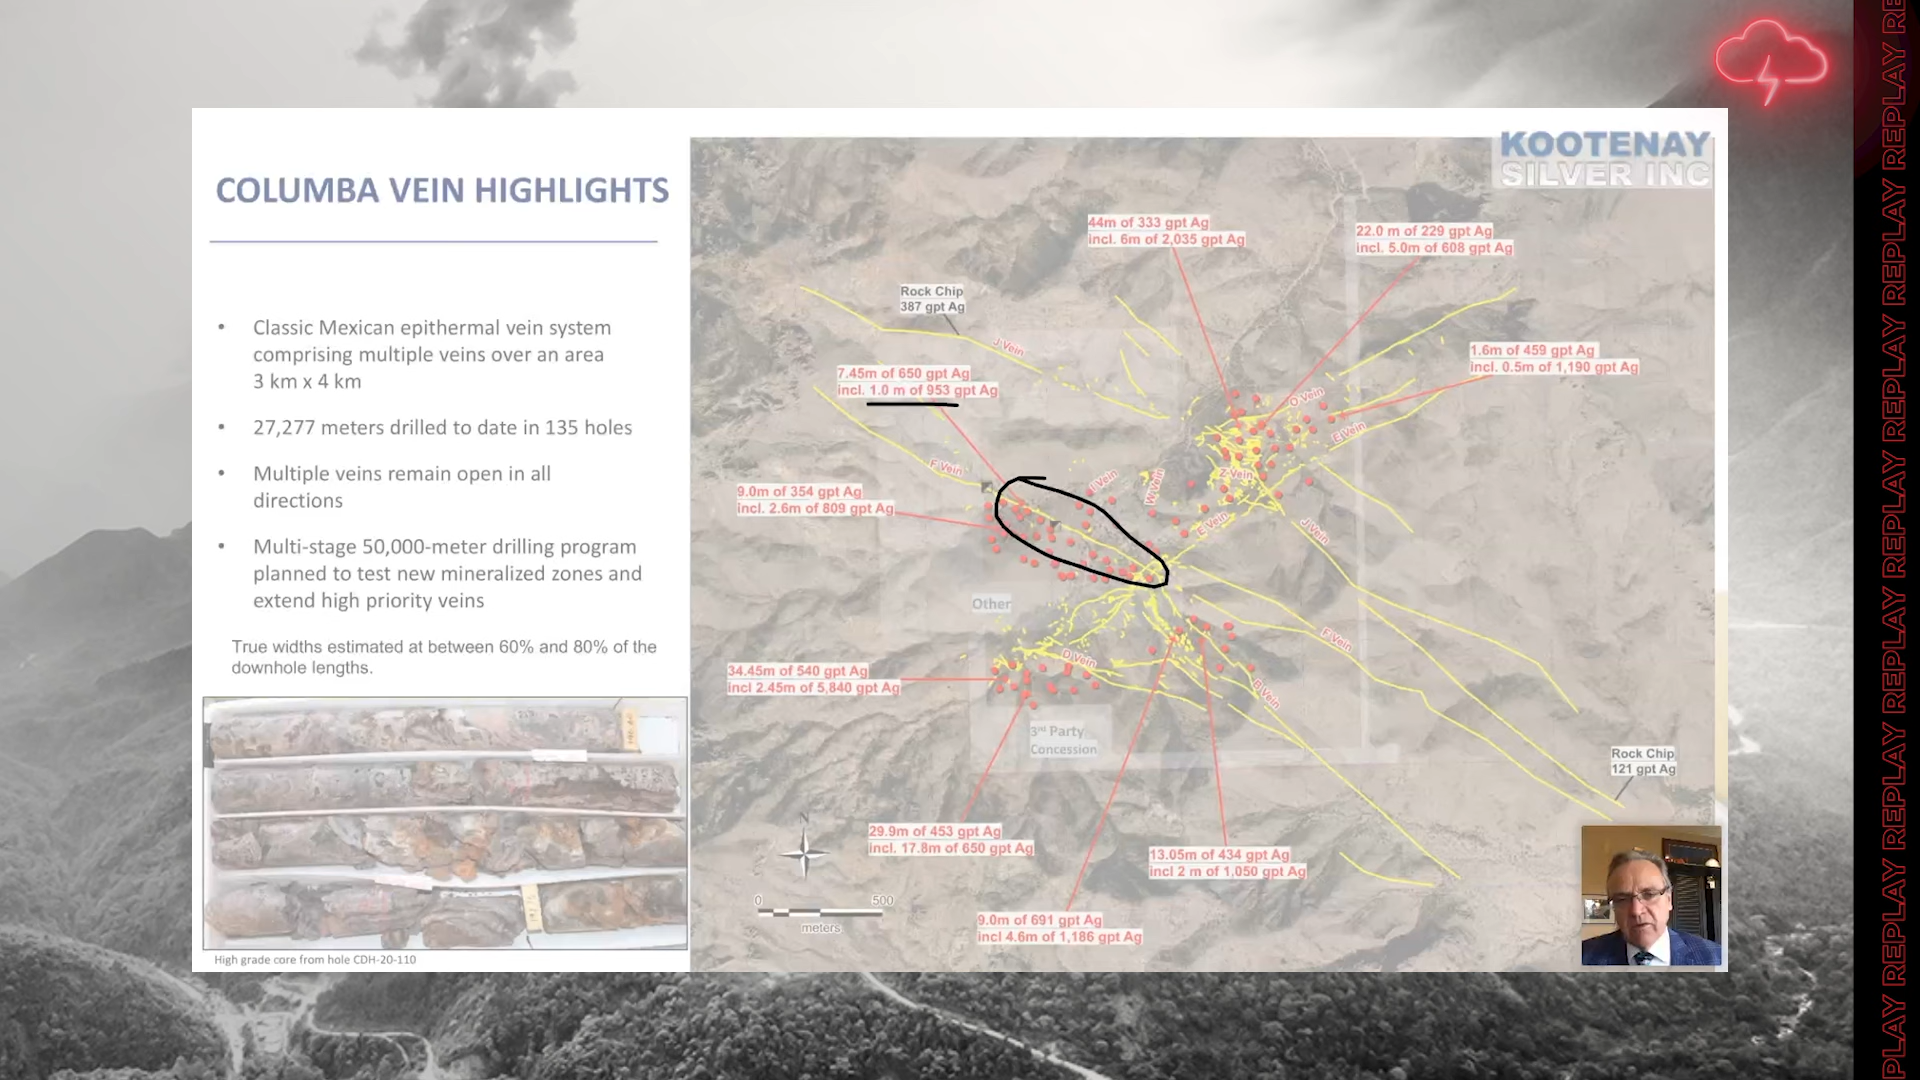 KOOTENAY
SILVER INC
COLUMBA VEIN HIGHLIGHTS
• Classic Mexican epithermal vein system
comprising multiple veins over an area
3 km x 4 km
• 27,277 meters drilled to date in 135 holes
• Multiple veins remain open in all
directions
• Multi-stage 50,000-meter drilling program
planned to test new mineralized zones and
extend high priority veins
True widths estimated at between 60% and 80% of the
downhole lengths.
High grade core from hole CDH-20-110
44m of 333 gpt Ag
incl. 6m of 2,035 gpt Ag
22.0 m of 229 gpt Ag
incl. 5.0m of 608 gpt Ag
Rock Chip
387 gpt Ag
J Vein
1.6m of 459 gpt Ag
incl. 0.5m of 1,190 gpt Ag
7.45m of 650 gpt Ag
incl. 1.0 m of 953 gpt Ag
O Vein
E Vein
F Vein
I Vein
W Vein
Z Vein
9.0m of 354 gpt Ag
incl. 2.6m of 809 gpt Ag
E Vein
J Vein
Other
F Vein
D Vein
B Vein
34.45m of 540 gpt Ag
incl 2.45m of 5,840 gpt Ag
3rd Party
Concession
Rock Chip
121 gpt Ag
N
29.9m of 453 gpt Ag
incl. 17.8m of 650 gpt Ag
13.05m of 434 gpt Ag
incl 2 m of 1,050 gpt Ag
0 500
meters
9.0m of 691 gpt Ag
incl 4.6m of 1,186 gpt Ag
PLAY REPLAY REPLAY REPLAY REPLAY REPLAY REPLAY REPLAY RE